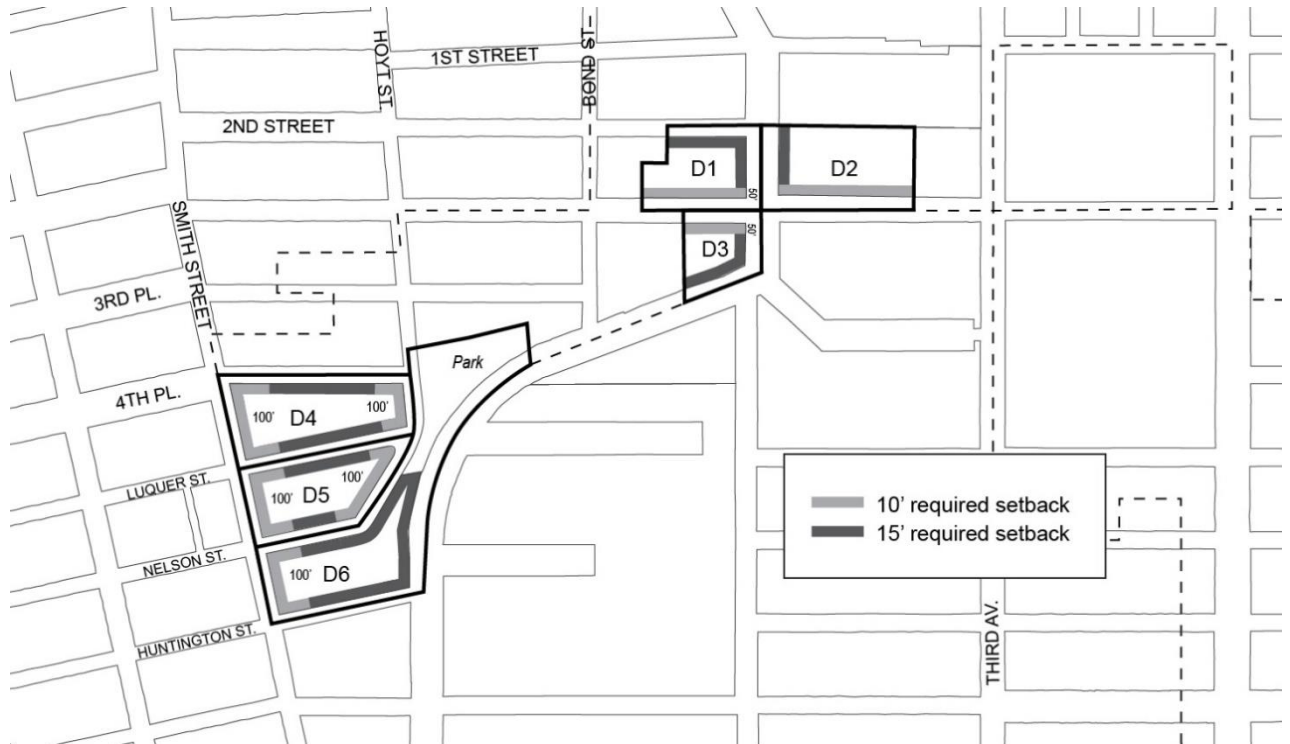 1ST STREET
HOYT ST.
BOND ST.
2ND STREET
D1
D2
50'
50'
D3
SMITH STREET
3RD PL.
Park
4TH PL.
100'
D4
100'
LUQUER ST.
100'
D5
100'
10' required setback
15' required setback
NELSON ST.
100'
D6
HUNTINGTON ST.
THIRD AV.